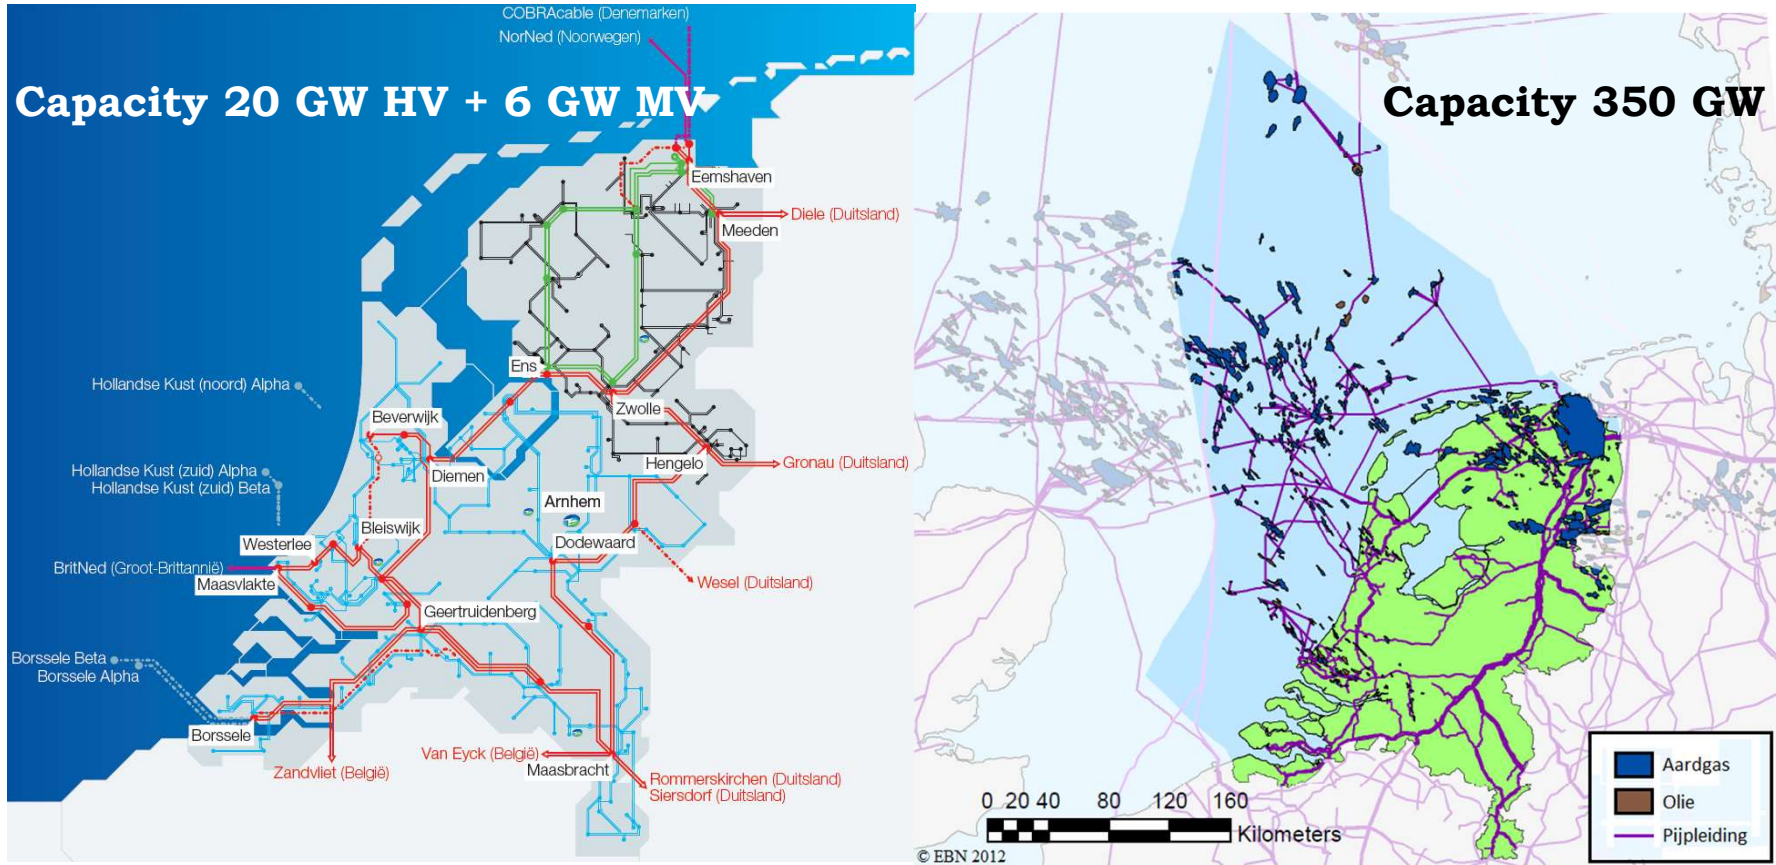 COBRAcable (Denemarken)
NorNed (Noorwegen)
Capacity 20 GW HV + 6 GW MV
Eemshaven
Diele (Duitsland)
Meeden
Ens
Hollandse Kust (noord) Alpha
Zwolle
Beverwijk
Hengelo
Gronau (Duitsland)
Hollandse Kust (zuid) Alpha
Hollandse Kust (zuid) Beta
Diemen
Arnhem
Bleiswijk
Westerlee
Dodewaard
BritNed (Groot-Brittannië)
Maasvlakte
Wesel (Duitsland)
Geertruidenberg
Borssele Beta
Borssele Alpha
Borssele
Van Eyck (België)
Maasbracht
Zandvliet (België)
Rommerskirchen (Duitsland)
Siersdorf (Duitsland)
Capacity 350 GW
Aardgas
Olie
Pijpleiding
0 20 40 80 120 160
Kilometers
© EBN 2012